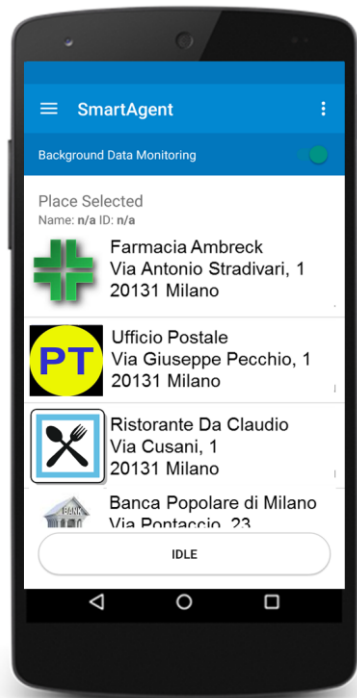 SmartAgent
Background Data Monitoring
Place Selected
Name: n/a ID: n/a
Farmacia Ambreck
Via Antonio Stradivari, 1
20131 Milano
PT
Ufficio Postale
Via Giuseppe Pecchio, 1
20131 Milano
Ristorante Da Claudio
Via Cusani, 1
20131 Milano
BANK
Banca Popolare di Milano
Via Pontaccio, 23
IDLE